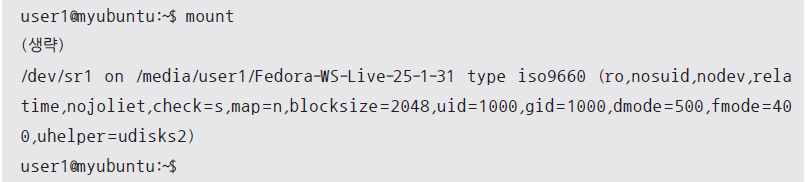 user1@myubuntu:~$ mount
(생략)
/dev/sr1 on /media/user1/Fedora-WS-Live-25-1-31 type iso9660 (ro,nosuid,nodev,rela
time,nojoliet,check=s,map=n,blocksize=2048,uid=1000,gid=1000,dmode=500,fmode=40
0,uhelper=udisks2)
user1@myubuntu:~$